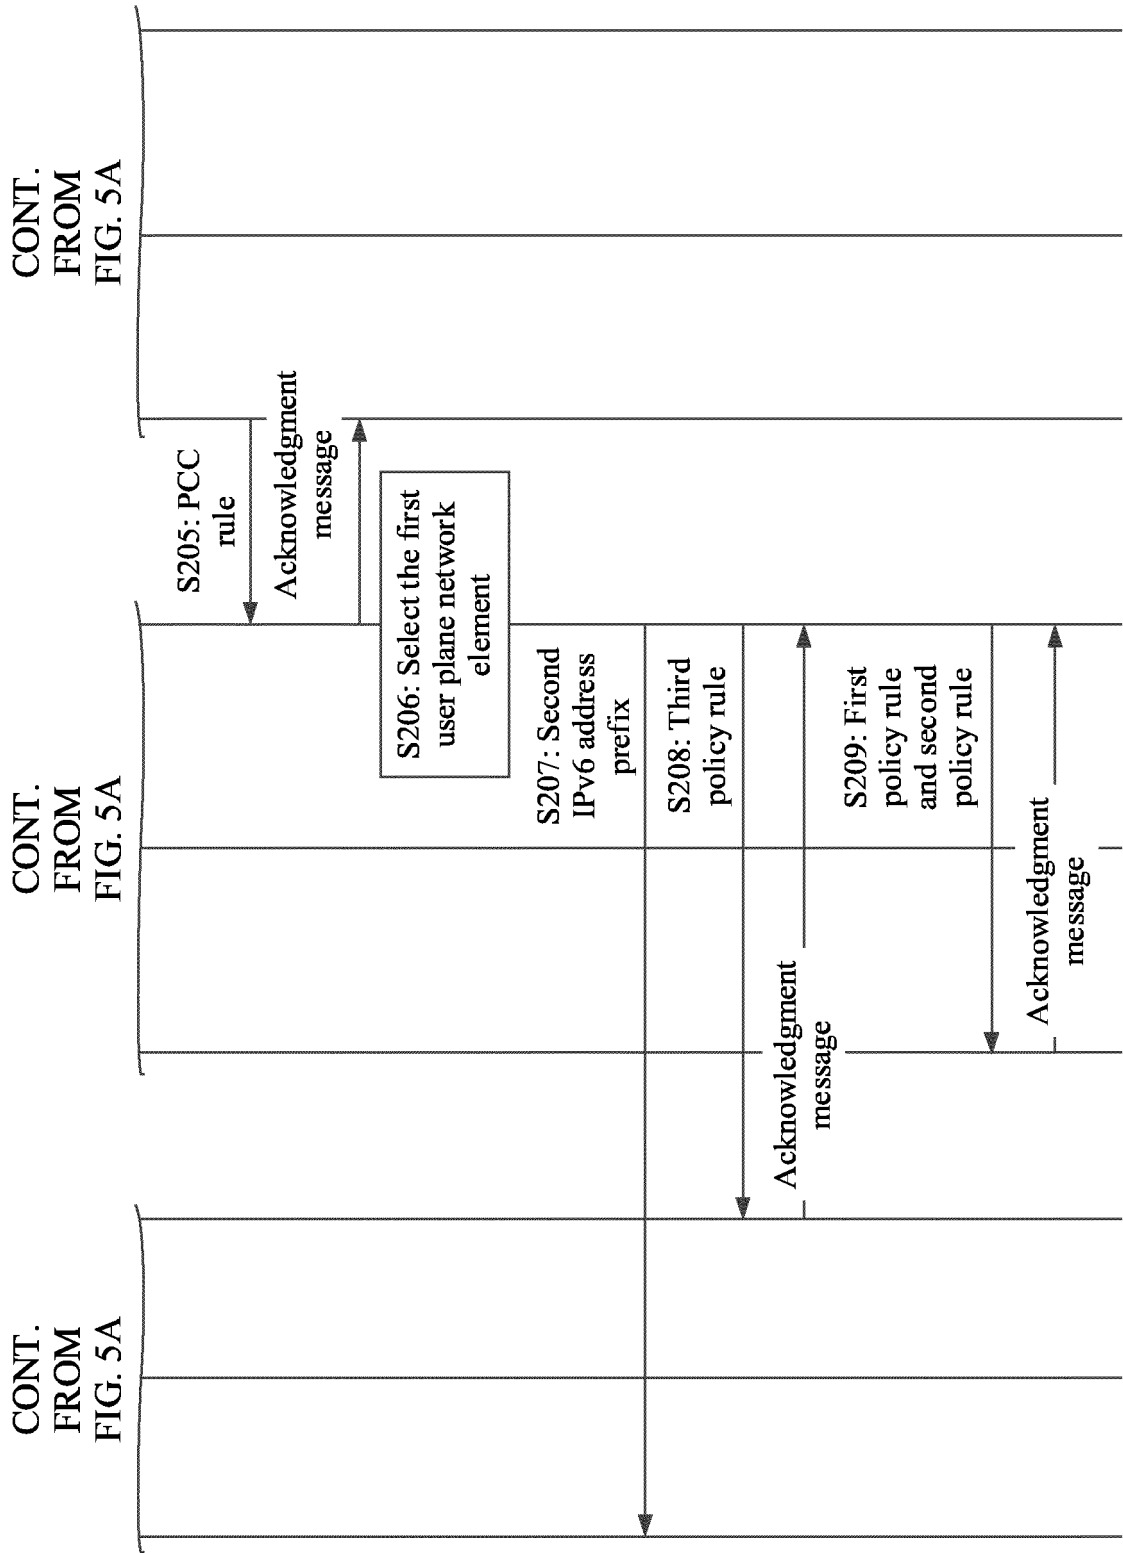 CONT.
FROM
FIG. 5A
CONT.
FROM
FIG. 5A
CONT.
FROM
FIG. 5A
S205: PCC
rule
Acknowledgment
message
S206: Select the first
user plane network
element
S207: Second
IPv6 address
prefix
S208: Third
policy rule
Acknowledgment
message
S209: First
policy rule
and second
policy rule
Acknowledgment
message